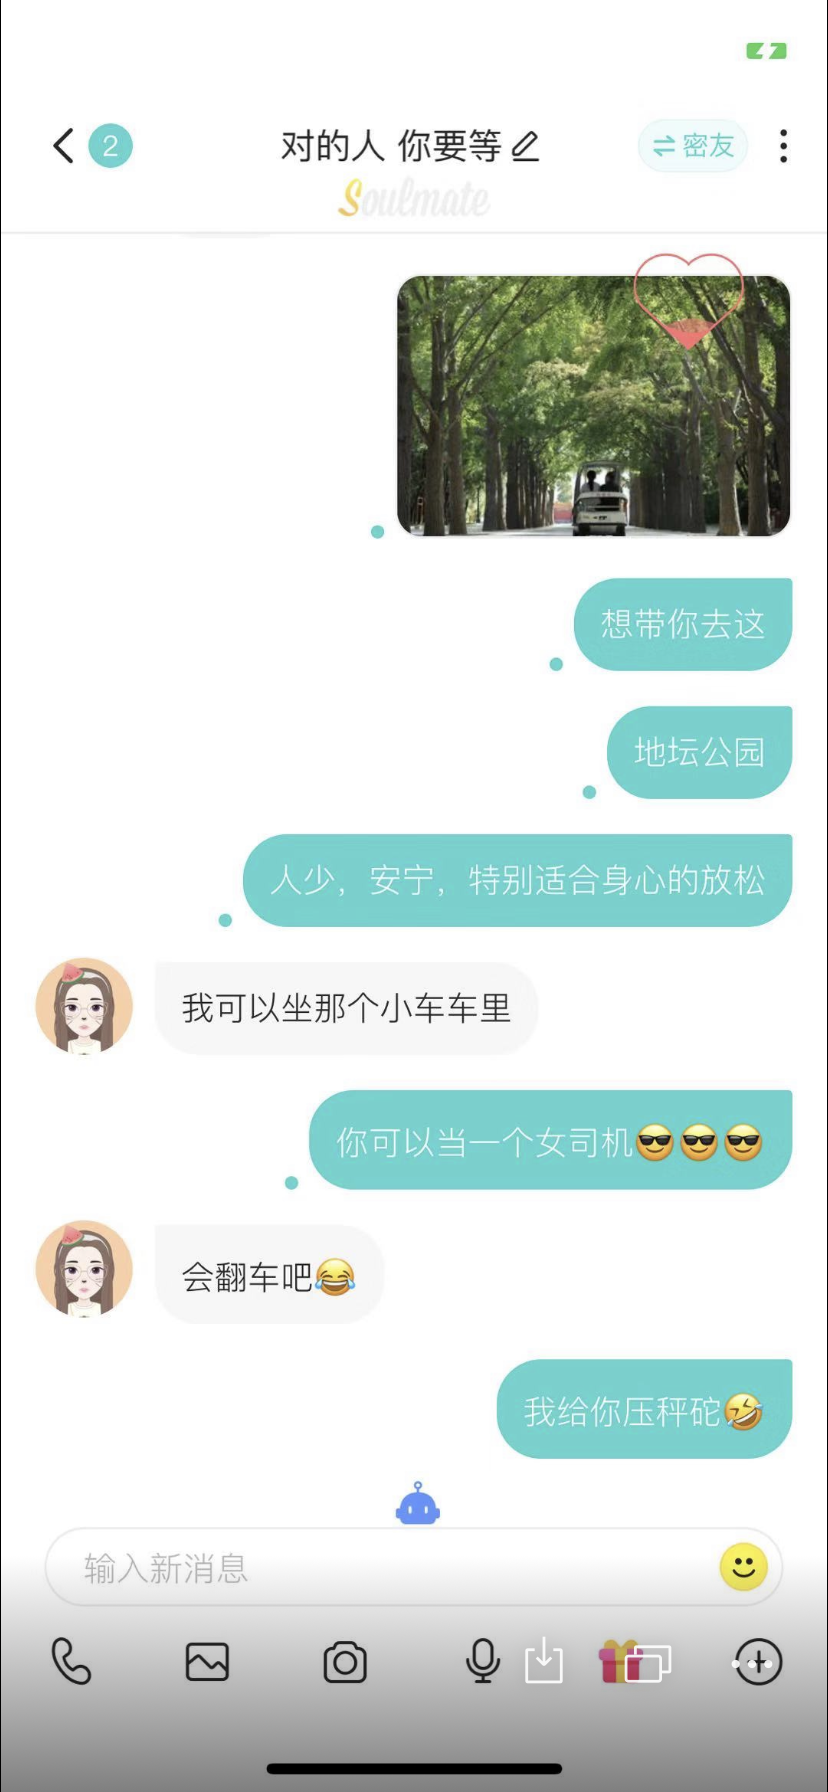 2
对的人 你要等
密友
Soulmate
想带你去这
地坛公园
人少，安宁，特别适合身心的放松
我可以坐那个小车车里
你可以当一个女司机😎😎😎
会翻车吧😂
我给你压秤砣🤣
输入新消息